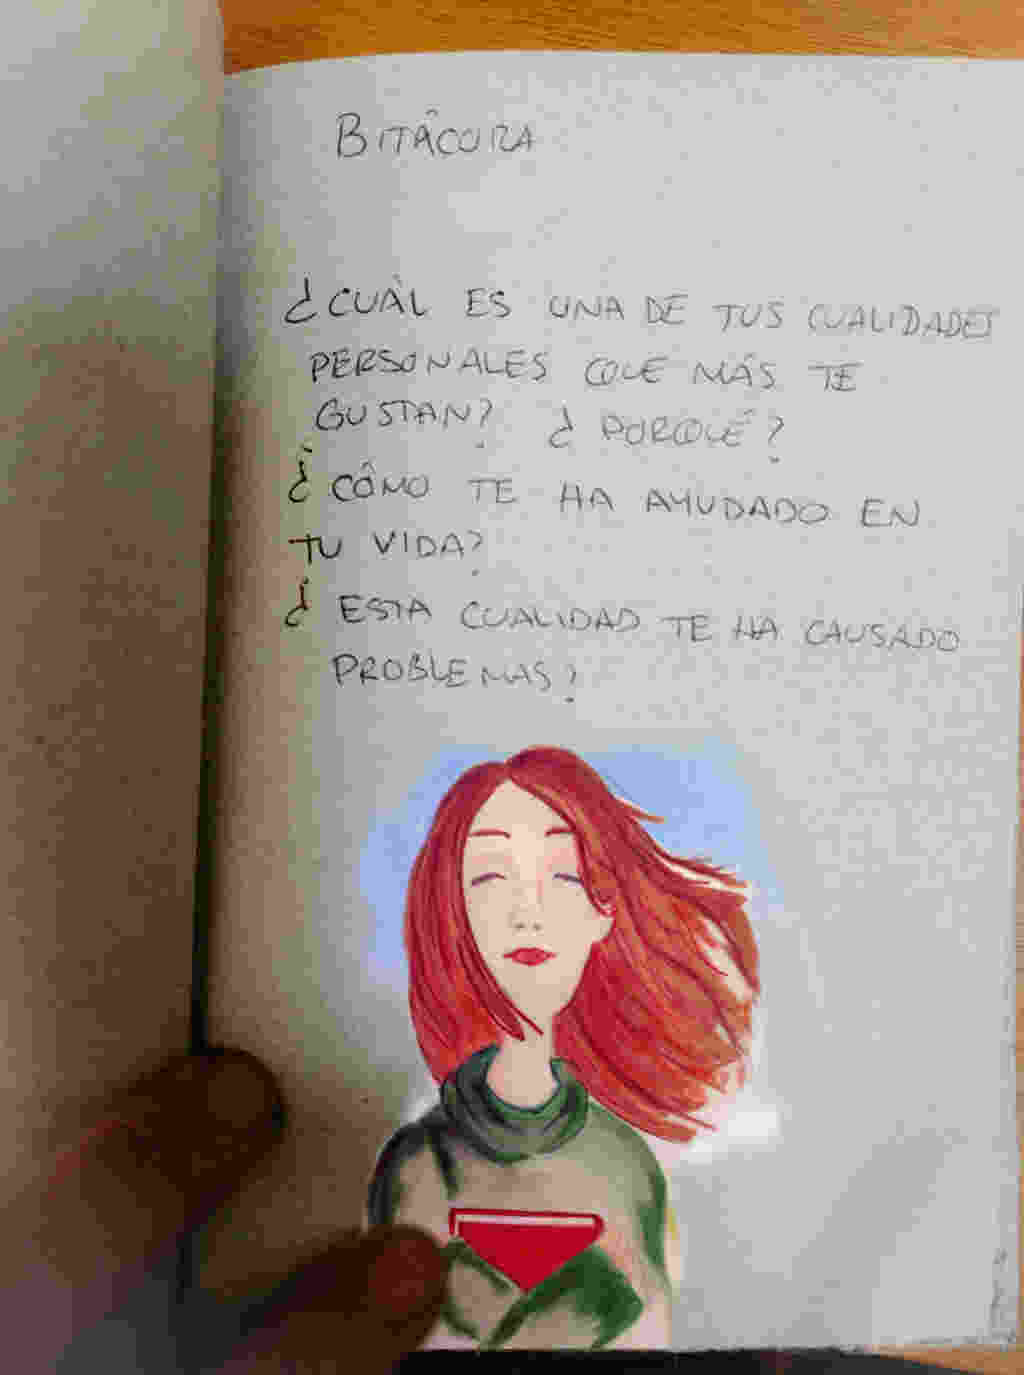 BITÁCORA
¿CUÁL ES UNA DE TUS CUALIDADES
PERSONALES QUE MÁS TE
GUSTAN? ¿PORQUÉ?
¿CÓMO TE HA AYUDADO EN
TU VIDA?
¿ESTA CUALIDAD TE HA CAUSADO
PROBLEMAS?